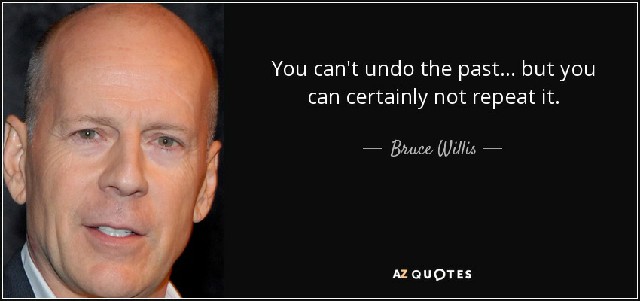 You can't undo the past... but you
can certainly not repeat it.
— Bruce Willis —
AZ QUOTES